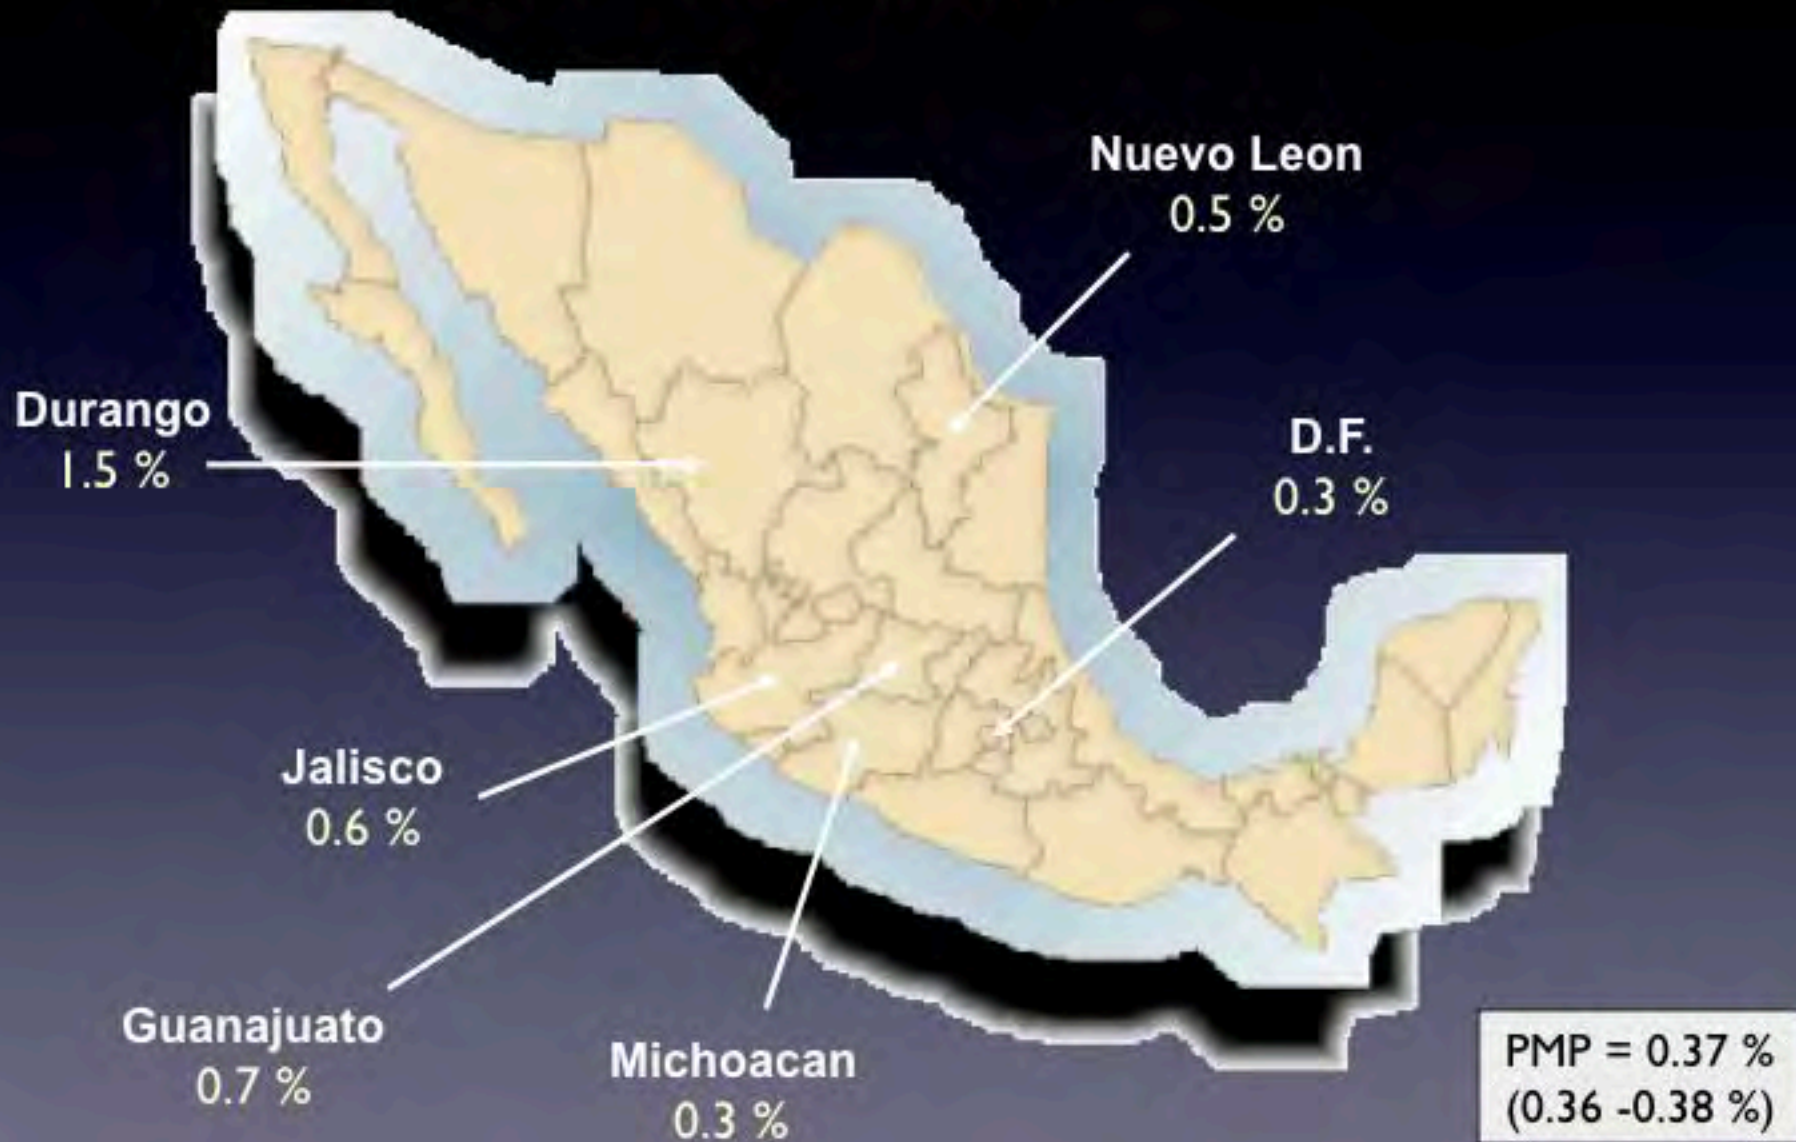 Nuevo Leon
0.5 %
Durango
1.5 %
D.F.
0.3 %
Jalisco
0.6 %
Guanajuato
0.7 %
Michoacan
0.3 %
PMP = 0.37 %
(0.36 -0.38 %)